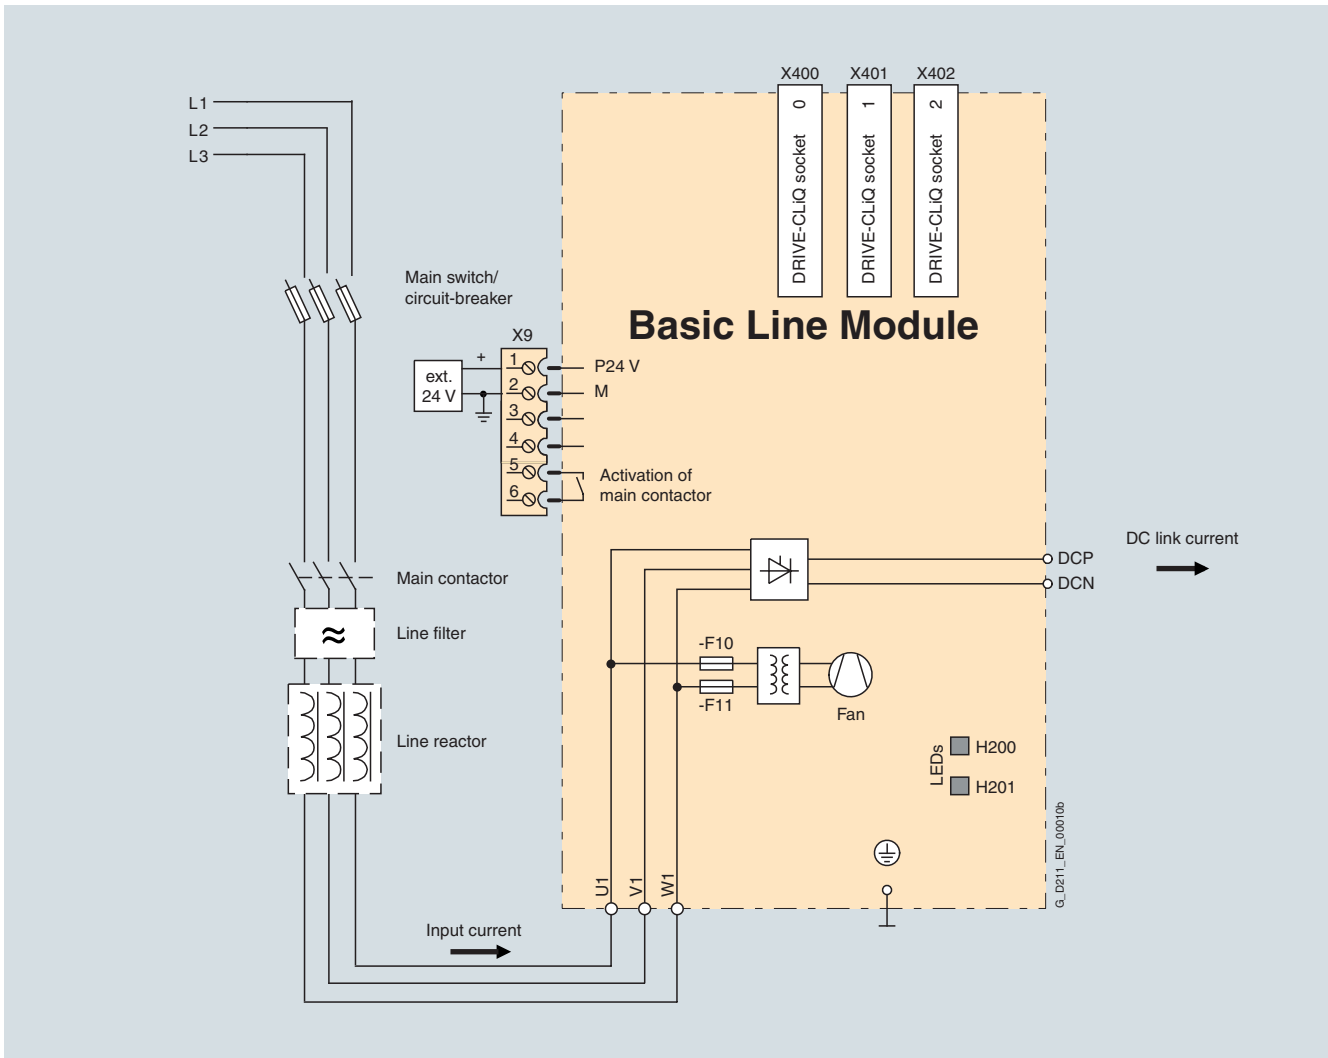 X400
X401
X402
DRIVE-CLiQ socket 0
DRIVE-CLiQ socket 1
DRIVE-CLiQ socket 2
L1
L2
L3
Main switch/
circuit-breaker
Basic Line Module
X9
ext.
24 V
+
1
2
3
4
5
6
P24 V
M
Activation of
main contactor
DC link current
DCP
DCN
Main contactor
≈
Line filter
-F10
-F11
Fan
Line reactor
LEDs
H200
H201
G_D211_EN_00010b
U1
V1
W1
Input current